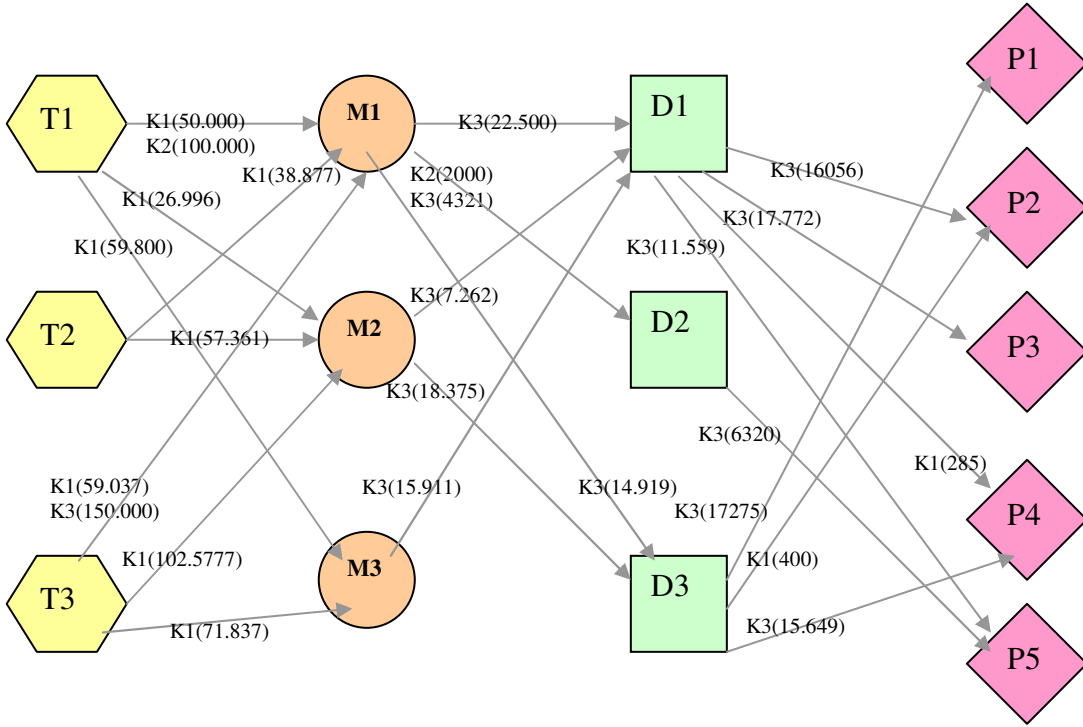 P1
T1
M1
D1
K1(50.000)
K2(100.000)
K3(22.500)
K1(38.877)
K2(2000)
K3(4321)
K3(16056)
K1(26.996)
K3(17.772)
P2
K1(59.800)
K3(11.559)
K3(7.262)
T2
K1(57.361)
M2
D2
P3
K3(18.375)
K3(6320)
K1(285)
K1(59.037)
K3(150.000)
K3(15.911)
K3(14.919)
K3(17275)
P4
K1(102.5777)
K1(400)
T3
M3
D3
K1(71.837)
K3(15.649)
P5